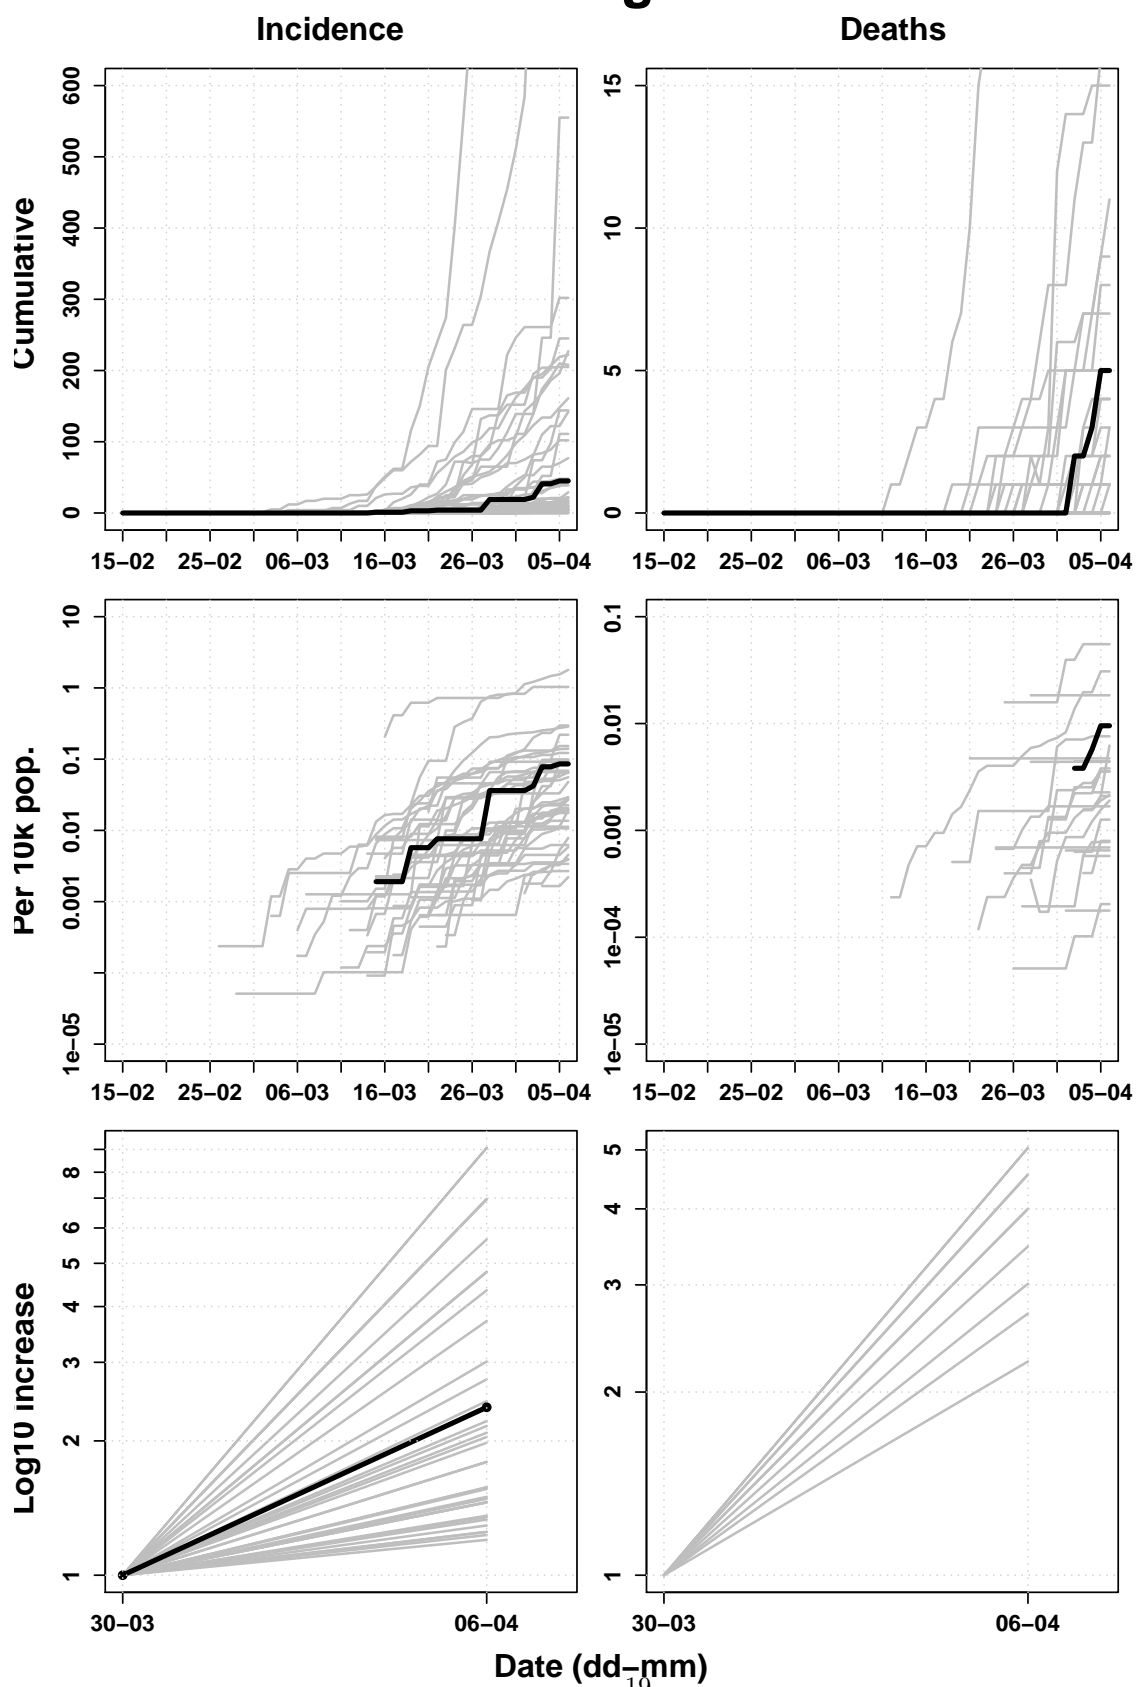 Incidence
Deaths
Cumulative
0 100 200 300 400 500 600
15−02 25−02 06−03 16−03 26−03 05−04
0 5 10 15
15−02 25−02 06−03 16−03 26−03 05−04
Per 10k pop.
1e−05 0.001 0.01 0.1 1 10
15−02 25−02 06−03 16−03 26−03 05−04
1e−05 1e−04 0.001 0.01 0.1
15−02 25−02 06−03 16−03 26−03 05−04
Log10 increase
1 2 3 4 5 6 8
30−03 06−04
1 2 3 4 5
30−03 06−04
Date (dd−mm)
19